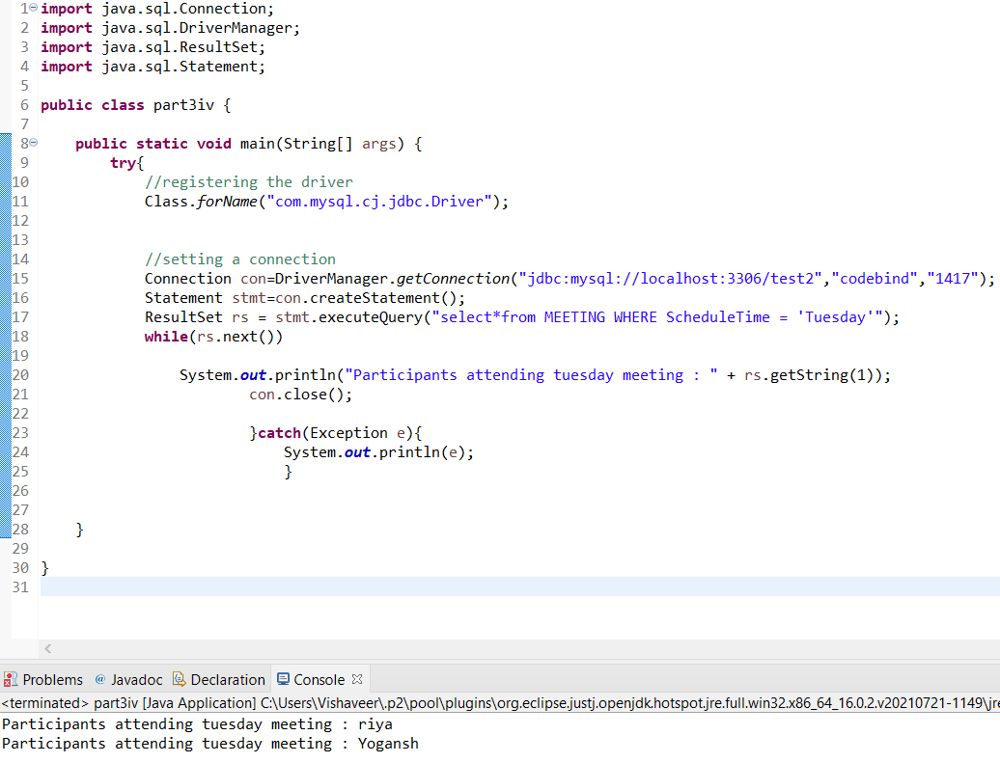 1 import java.sql.Connection;
2 import java.sql.DriverManager;
3 import java.sql.ResultSet;
4 import java.sql.Statement;
5
6 public class part3iv {
7
8 public static void main(String[] args) {
9 try{
10 //registering the driver
11 Class.forName("com.mysql.cj.jdbc.Driver");
12
13
14 //setting a connection
15 Connection con=DriverManager.getConnection("jdbc:mysql://localhost:3306/test2","codebind","1417");
16 Statement stmt=con.createStatement();
17 ResultSet rs = stmt.executeQuery("select*from MEETING WHERE ScheduleTime = 'Tuesday'");
18 while(rs.next())
19
20 System.out.println("Participants attending tuesday meeting : " + rs.getString(1));
21 con.close();
22
23 }catch(Exception e){
24 System.out.println(e);
25 }
26
27
28 }
29
30 }
31
Problems @ Javadoc Declaration Console
<terminated> part3iv [Java Application] C:\Users\Vishaveer\.p2\pool\plugins\org.eclipse.justj.openjdk.hotspot.jre.full.win32.x86_64_16.0.2.v20210721-1149\jre
Participants attending tuesday meeting : riya
Participants attending tuesday meeting : Yogansh